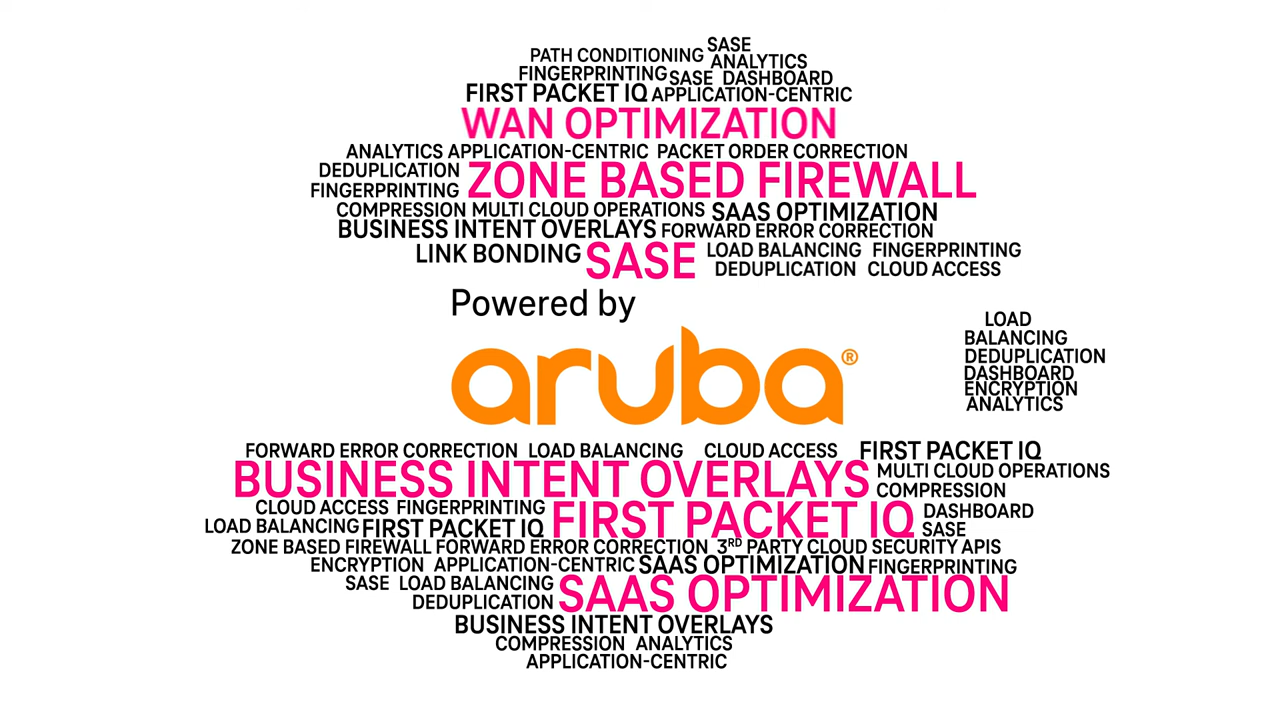 PATH CONDITIONING SASE
ANALYTICS
FINGERPRINTING SASE DASHBOARD
FIRST PACKET IQ APPLICATION-CENTRIC
WAN OPTIMIZATION
ANALYTICS APPLICATION-CENTRIC PACKET ORDER CORRECTION
DEDUPLICATION
FINGERPRINTING
ZONE BASED FIREWALL
COMPRESSION MULTI CLOUD OPERATIONS SAAS OPTIMIZATION
BUSINESS INTENT OVERLAYS FORWARD ERROR CORRECTION
LINK BONDING SASE LOAD BALANCING FINGERPRINTING
DEDUPLICATION CLOUD ACCESS
Powered by
aruba®
LOAD
BALANCING
DEDUPLICATION
DASHBOARD
ENCRYPTION
ANALYTICS
FORWARD ERROR CORRECTION LOAD BALANCING CLOUD ACCESS FIRST PACKET IQ
BUSINESS INTENT OVERLAYS MULTI CLOUD OPERATIONS
COMPRESSION
CLOUD ACCESS FINGERPRINTING
LOAD BALANCING FIRST PACKET IQ
FIRST PACKET IQ
DASHBOARD
SASE
ZONE BASED FIREWALL FORWARD ERROR CORRECTION 3RD PARTY CLOUD SECURITY APIS
ENCRYPTION APPLICATION-CENTRIC SAAS OPTIMIZATION FINGERPRINTING
SASE LOAD BALANCING
DEDUPLICATION
SAAS OPTIMIZATION
BUSINESS INTENT OVERLAYS
COMPRESSION ANALYTICS
APPLICATION-CENTRIC